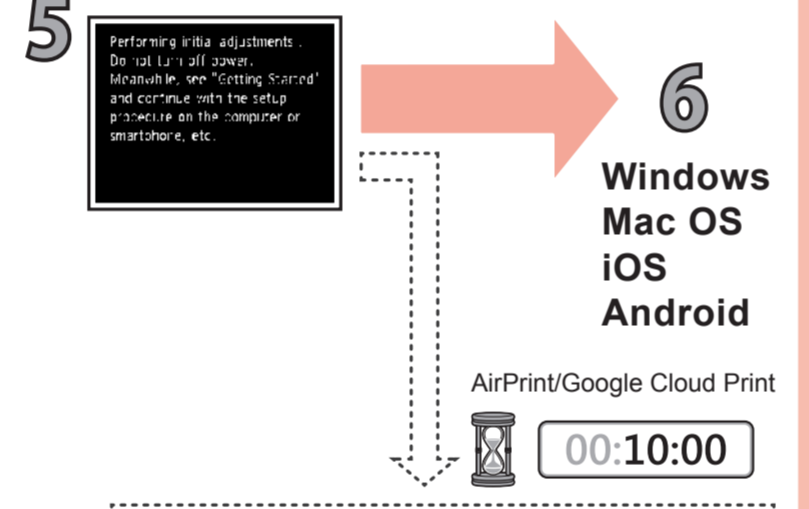 5
Performing initial adjustments .
Do not turn off power.
Meanwhile, see "Getting Started"
and continue with the setup
procedure on the computer or
smartphone, etc.
6
Windows
Mac OS
iOS
Android
AirPrint/Google Cloud Print
00:10:00